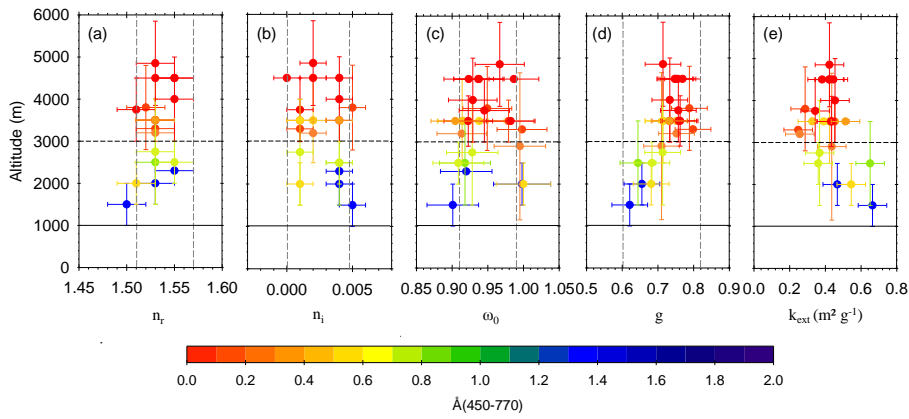 (a) (b) (c) (d) (e)
6000
5000
4000
3000
2000
1000
0
Altitude (m)
1.45 1.50 1.55 1.60
0.000 0.005
0.85 0.90 0.95 1.00 1.05
0.5 0.6 0.7 0.8 0.9
0.0 0.2 0.4 0.6 0.8
n_r n_i ω_0 g k_ext (m² g⁻¹)
0.0 0.2 0.4 0.6 0.8 1.0 1.2 1.4 1.6 1.8 2.0
Å(450-770)